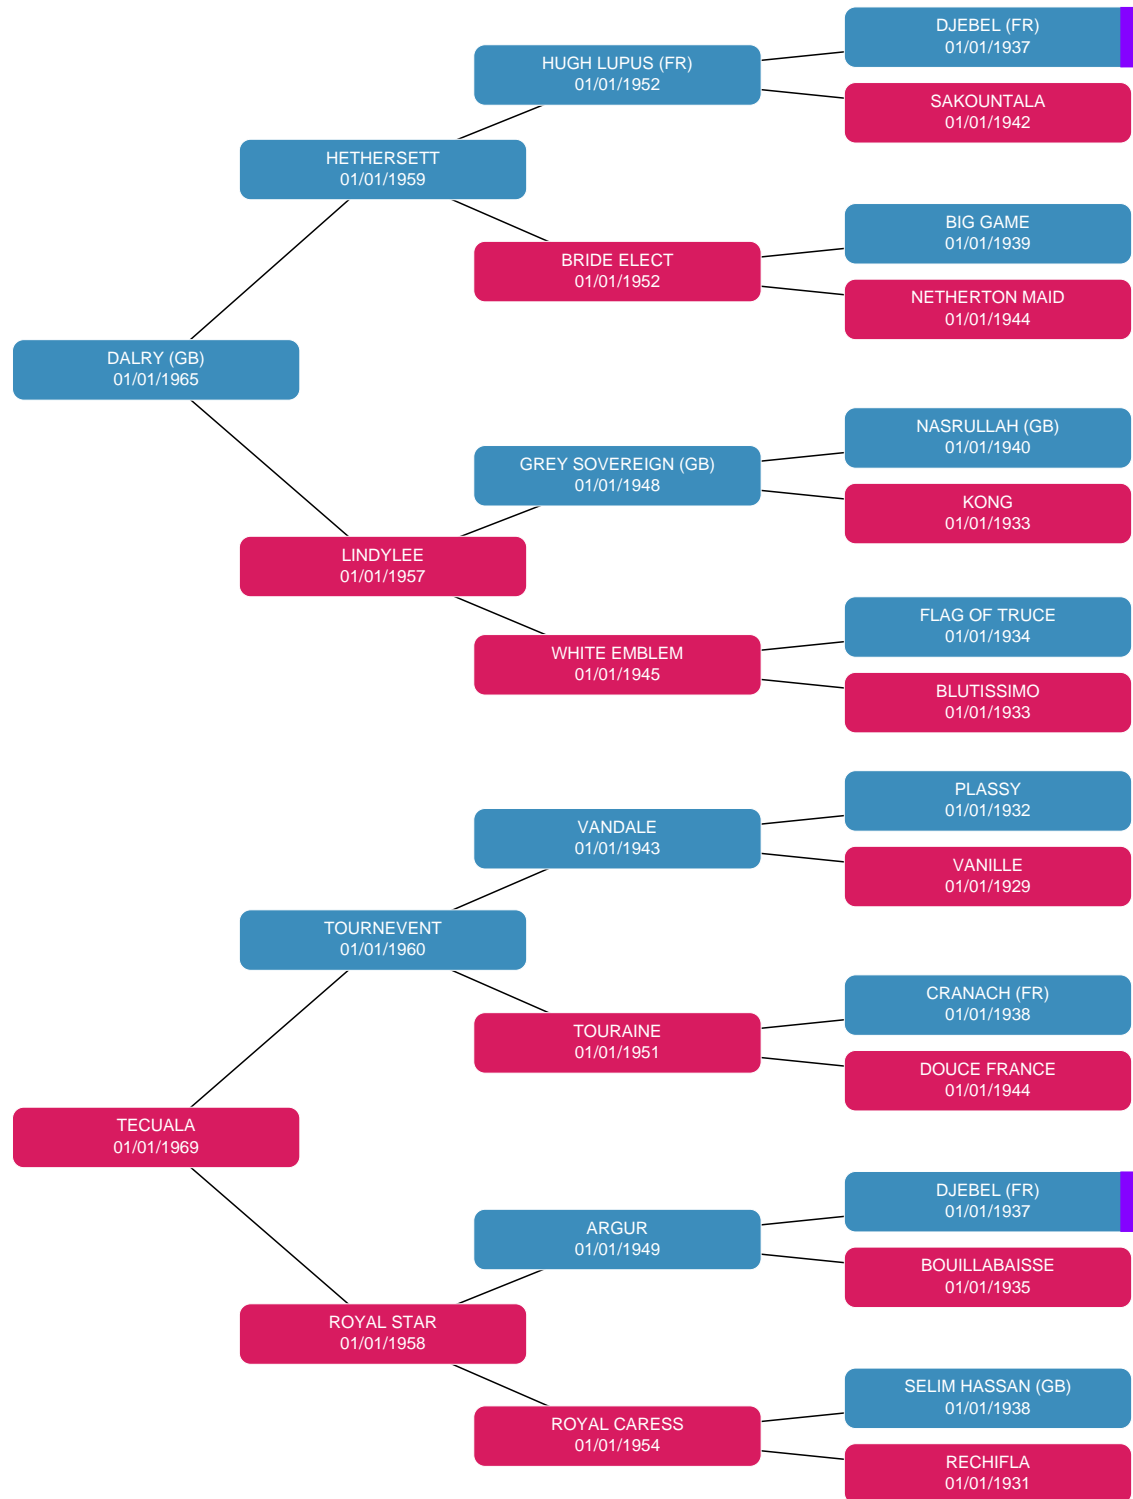 DJEBEL (FR)
01/01/1937
HUGH LUPUS (FR)
01/01/1952
SAKOUNTALA
01/01/1942
HETHERSETT
01/01/1959
BIG GAME
01/01/1939
BRIDE ELECT
01/01/1952
NETHERTON MAID
01/01/1944
DALRY (GB)
01/01/1965
NASRULLAH (GB)
01/01/1940
GREY SOVEREIGN (GB)
01/01/1948
KONG
01/01/1933
LINDYLEE
01/01/1957
FLAG OF TRUCE
01/01/1934
WHITE EMBLEM
01/01/1945
BLUTISSIMO
01/01/1933
PLASSY
01/01/1932
VANDALE
01/01/1943
VANILLE
01/01/1929
TOURNEVENT
01/01/1960
CRANACH (FR)
01/01/1938
TOURAINE
01/01/1951
DOUCE FRANCE
01/01/1944
TECUALA
01/01/1969
DJEBEL (FR)
01/01/1937
ARGUR
01/01/1949
BOUILLABAISSE
01/01/1935
ROYAL STAR
01/01/1958
SELIM HASSAN (GB)
01/01/1938
ROYAL CARESS
01/01/1954
RECHIFLA
01/01/1931